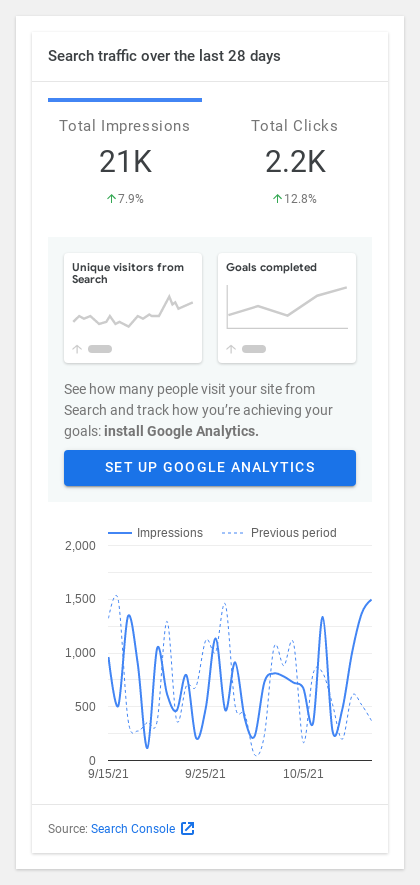 Search traffic over the last 28 days
Total Impressions
21K
↑7.9%
Total Clicks
2.2K
↑12.8%
Unique visitors from
Search
Goals completed
See how many people visit your site from
Search and track how you’re achieving your
goals: install Google Analytics.
SET UP GOOGLE ANALYTICS
Impressions Previous period
2,000
1,500
1,000
500
0
9/15/21 9/25/21 10/5/21
Source: Search Console